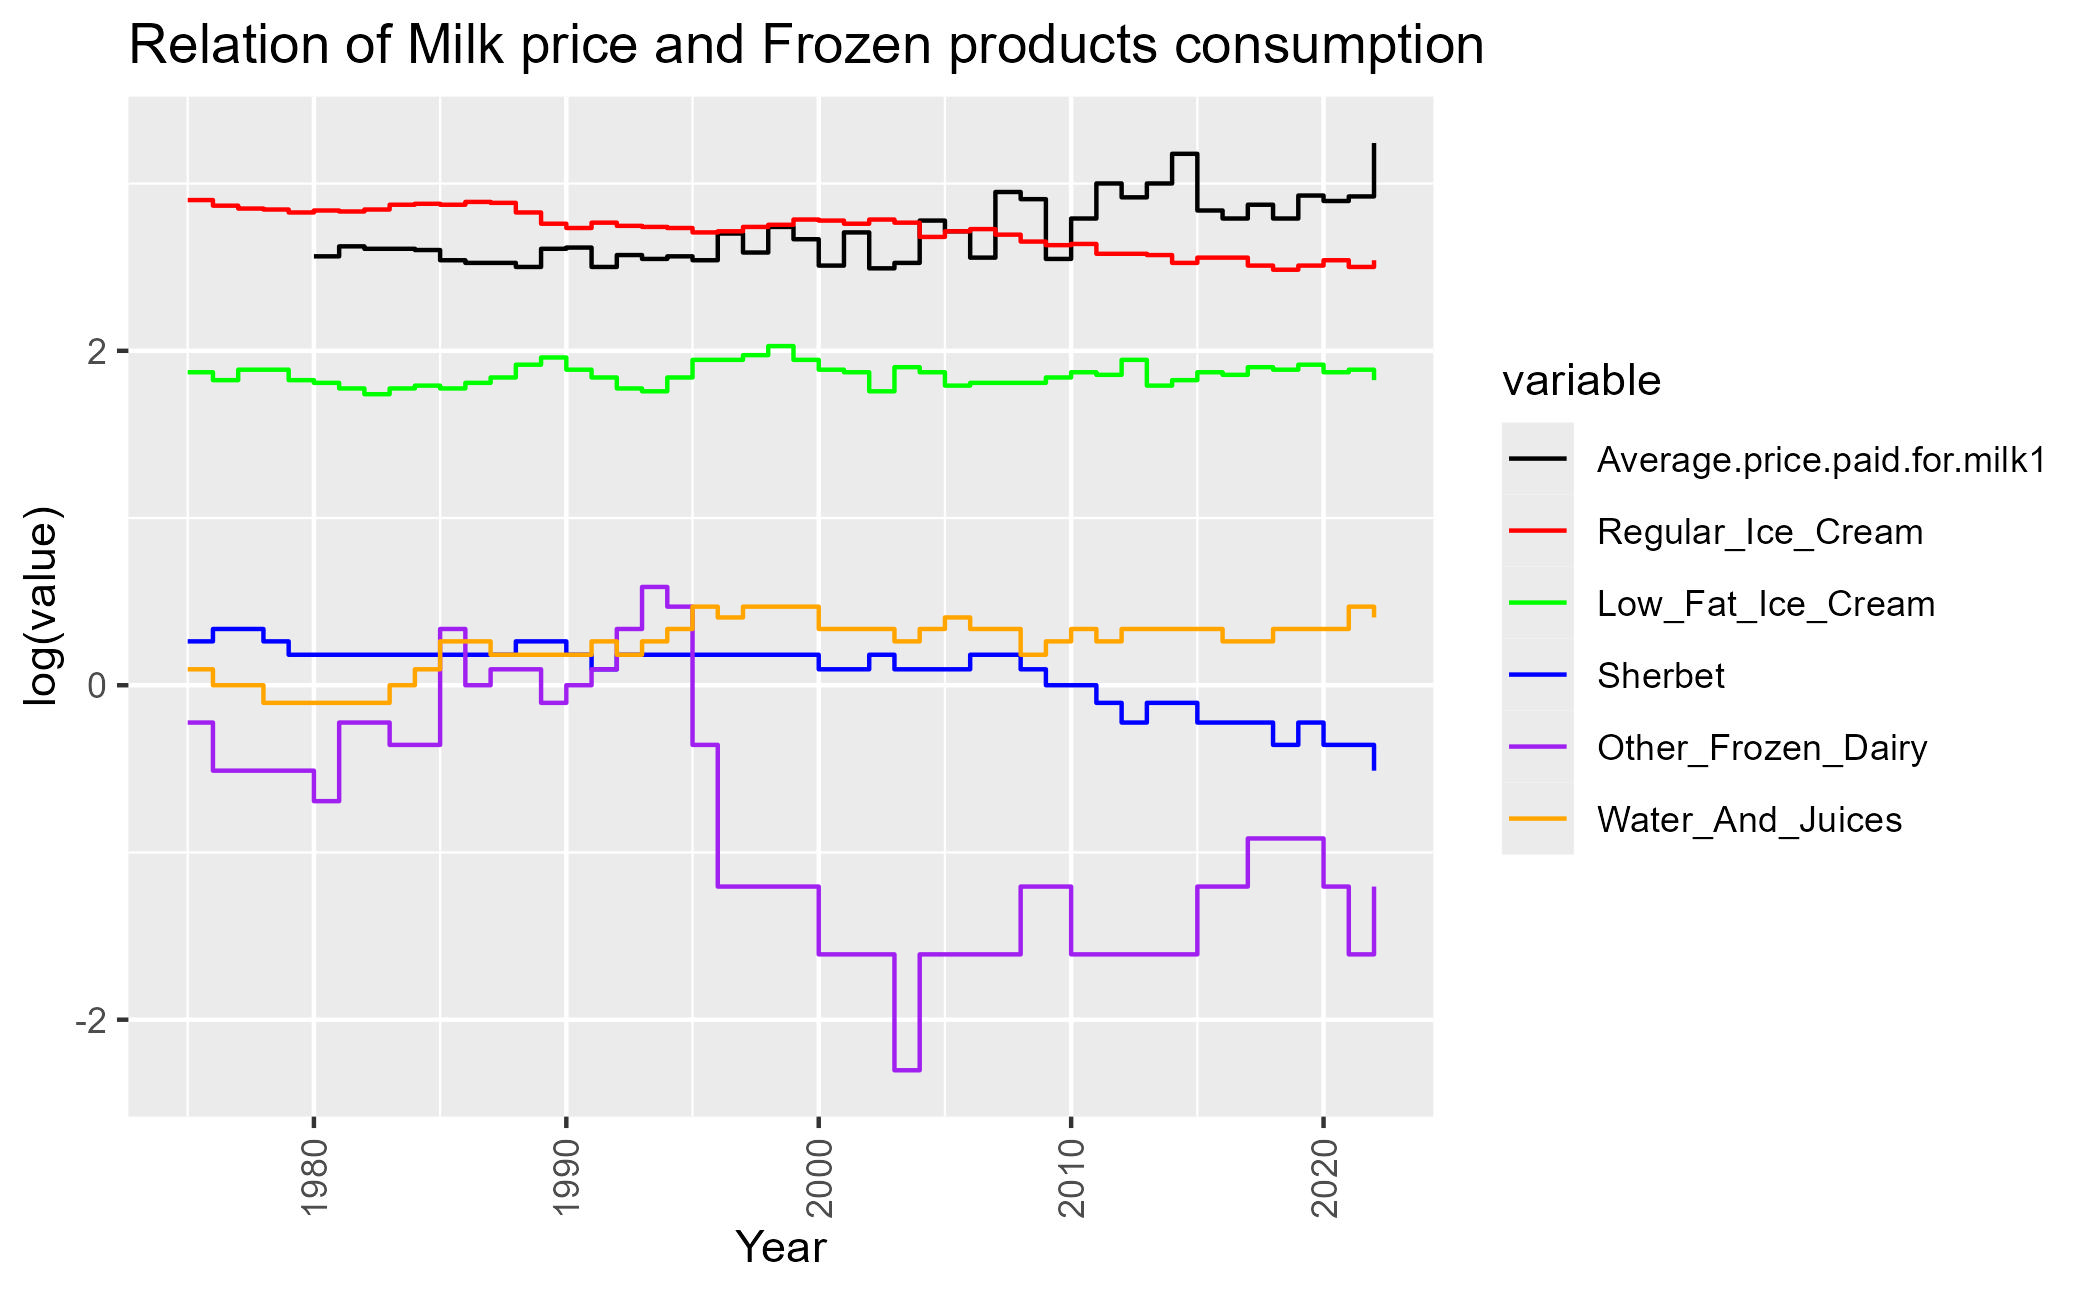 Relation of Milk price and Frozen products consumption
log(value)
2
0
-2
1980
1990
2000
2010
2020
Year
variable
Average.price.paid.for.milk1
Regular_Ice_Cream
Low_Fat_Ice_Cream
Sherbet
Other_Frozen_Dairy
Water_And_Juices